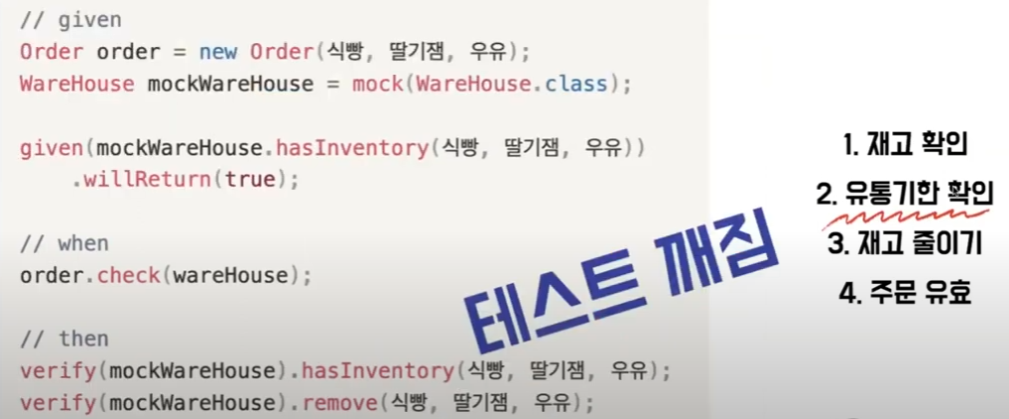 // given
Order order = new Order(식빵, 딸기잼, 우유);
WareHouse mockWareHouse = mock(WareHouse.class);
given(mockWareHouse.hasInventory(식빵, 딸기잼, 우유))
.willReturn(true);
// when
order.check(wareHouse);
// then
verify(mockWareHouse).hasInventory(식빵, 딸기잼, 우유);
verify(mockWareHouse).remove(식빵, 딸기잼, 우유);
테스트 깨짐
1. 재고 확인
2. 유통기한 확인
3. 재고 줄이기
4. 주문 유효